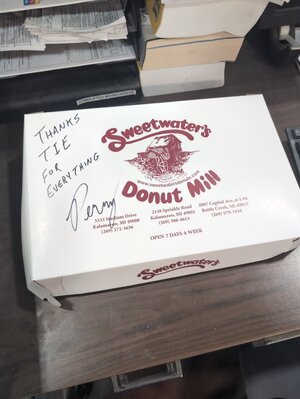 THANKS
TIE
FOR
EVERYTHING
Perny
Sweetwater's
www.sweetwatersdonuts.com
Donut Mill
3333 Stadium Drive
Kalamazoo, MI 49008
(269) 372-3636
2138 Sprinkle Road
Kalamazoo, MI 49001
(269) 388-4613
2807 Capital Ave. at I-94
Battle Creek, MI 49015
(269) 979-1944
OPEN 7 DAYS A WEEK
Sweetwater's